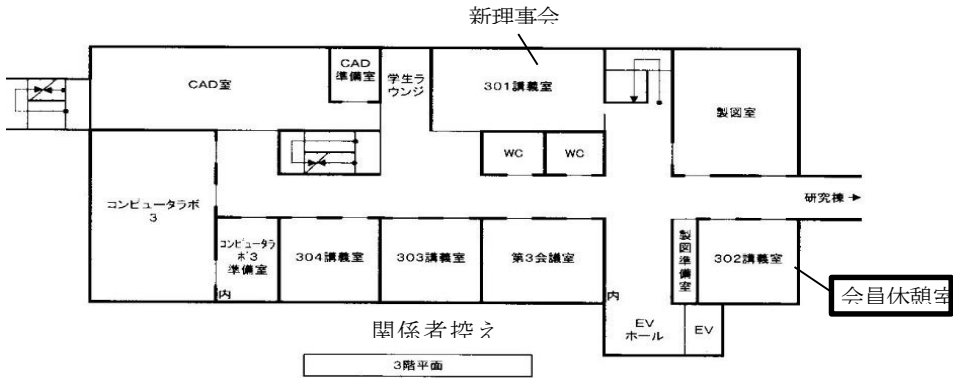 新理事会
CAD室
CAD
準備室
学生ラ
ウンジ
301講義室
製図室
WC
WC
コンピュータラボ
3
研究棟→
コンピュータラ
ボ3
準備室
304講義室
303講義室
第3会議室
製図準備室
302講義室
内
内
会員休憩室
EV
ホール
EV
関係者控え
3階平面